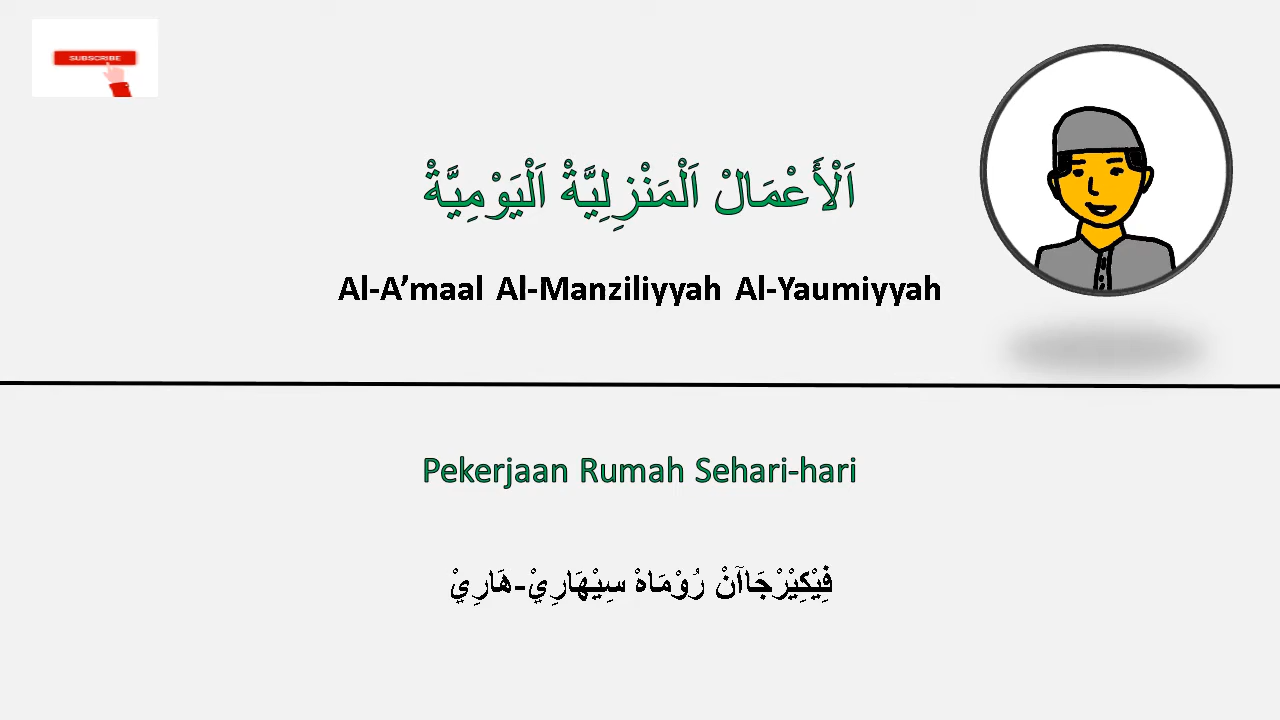 SUBSCRIBE
اَلْأَعْمَالْ اَلْمَنْزِلِيَّةْ اَلْيَوْمِيَّةْ
Al-A’maal Al-Manziliyyah Al-Yaumiyyah
Pekerjaan Rumah Sehari-hari
فِيْكِيْرْجَاآنْ رُوْمَاهْ سِيْهَارِيْ-هَارِيْ